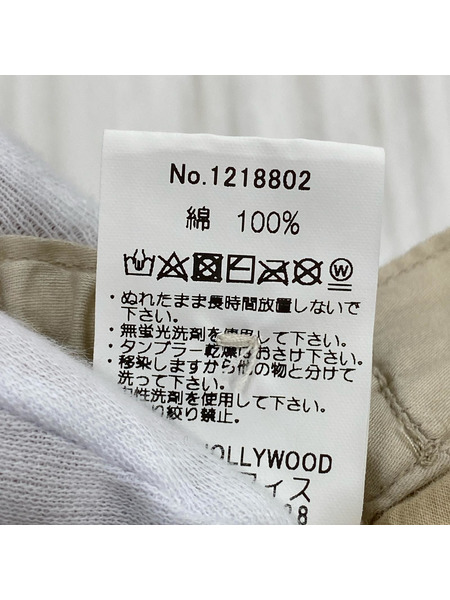 No.1218802
綿 100%
W
・ぬれたまま長時間放置しないで
下さい。
・無蛍光洗剤を使用して下さい。
・タンブラー乾燥はおさけ下さい。
・移染しますから他の物と分けて
洗って下さい。
性洗剤を使用して下さい。
り絞り禁止。
OLLYWOOD
フィス
8